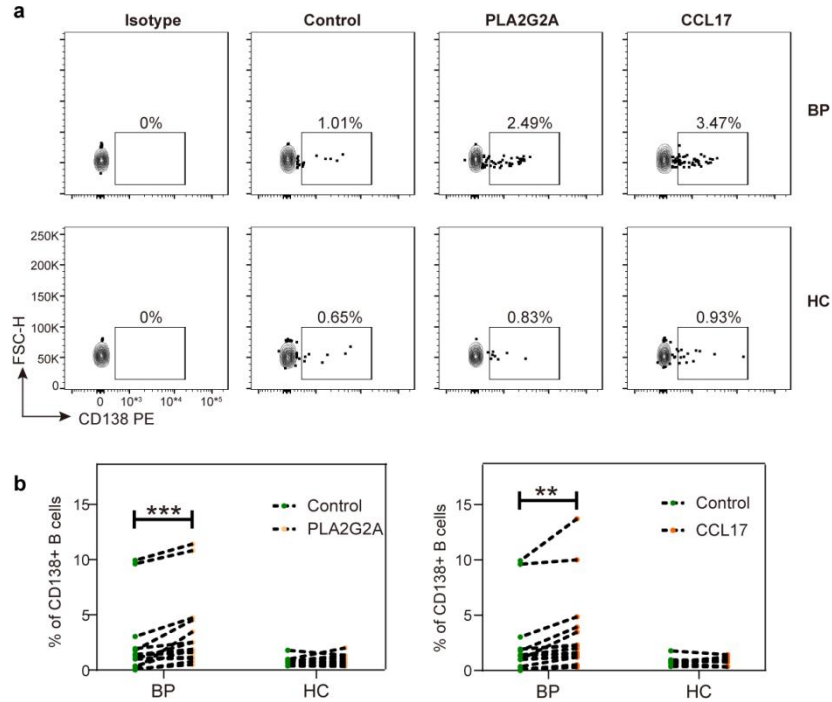 a
Isotype Control PLA2G2A CCL17
0% 1.01% 2.49% 3.47% BP
250K
200K
150K
100K
50K
0
FSC-H
0% 0.65% 0.83% 0.93% HC
0 10*3 10*4 10*5
CD138 PE
b
% of CD138+ B cells
15
10
5
0
***
Control
PLA2G2A
BP HC
% of CD138+ B cells
15
10
5
0
**
Control
CCL17
BP HC